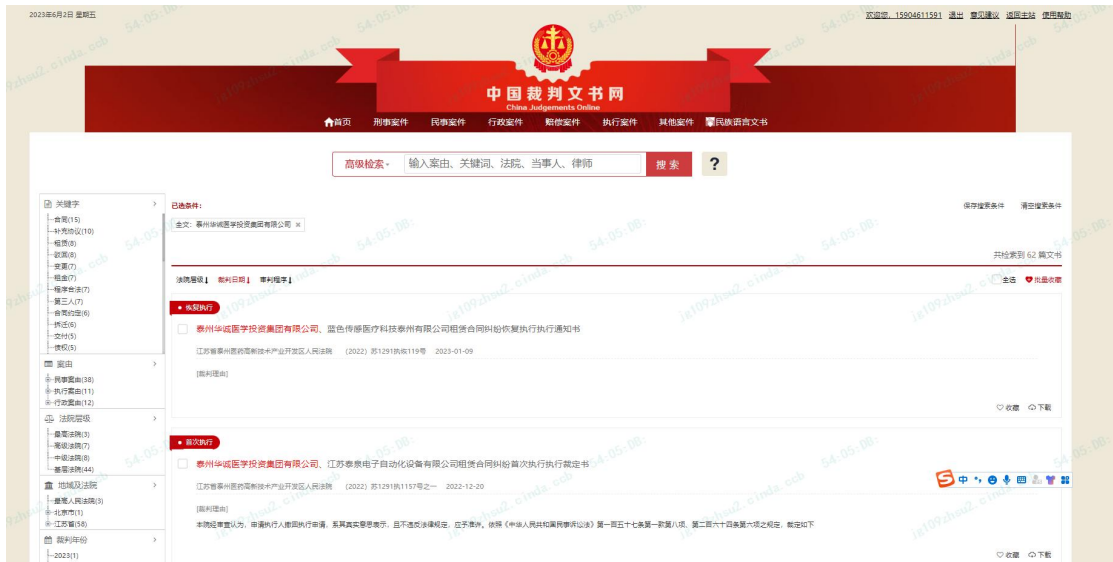 2023年6月2日 星期五
欢迎您，15904611591 退出 意见建议 返回主站 使用帮助
中国裁判文书网
China Judgements Online
首页 刑事案件 民事案件 行政案件 赔偿案件 执行案件 其他案件 民族语言文书
高级检索 输入案由、关键词、法院、当事人、律师 搜索 ?
关键字
合同(15)
补充协议(10)
租赁(8)
驳回(8)
变更(7)
租金(7)
程序合法(7)
第三人(7)
合同约定(6)
拆迁(6)
交付(5)
债权(5)
案由
民事案由(38)
执行案由(11)
行政案由(12)
法院层级
最高法院(3)
高级法院(7)
中级法院(8)
基层法院(44)
地域及法院
最高人民法院(3)
北京市(1)
江苏省(58)
裁判年份
2023(1)
已选条件：
保存搜索条件 清空搜索条件
全文：泰州华诚医学投资集团有限公司 ×
共检索到 62 篇文书
法院层级 裁判日期 审判程序
全选 批量收藏
恢复执行
泰州华诚医学投资集团有限公司、蓝色传感医疗科技泰州有限公司租赁合同纠纷恢复执行执行通知书
江苏省泰州医药高新技术产业开发区人民法院 (2022) 苏1291执恢119号 2023-01-09
[裁判理由]
收藏 下载
首次执行
泰州华诚医学投资集团有限公司、江苏泰泉电子自动化设备有限公司租赁合同纠纷首次执行执行裁定书
江苏省泰州医药高新技术产业开发区人民法院 (2022) 苏1291执1157号之一 2022-12-20
[裁判理由]
本院经审查认为，申请执行人撤回执行申请，系其真实意思表示，且不违反法律规定，应予准许。依照《中华人民共和国民事诉讼法》第一百五十七条第一款第八项、第二百六十四条第六项之规定，裁定如下
收藏 下载
中